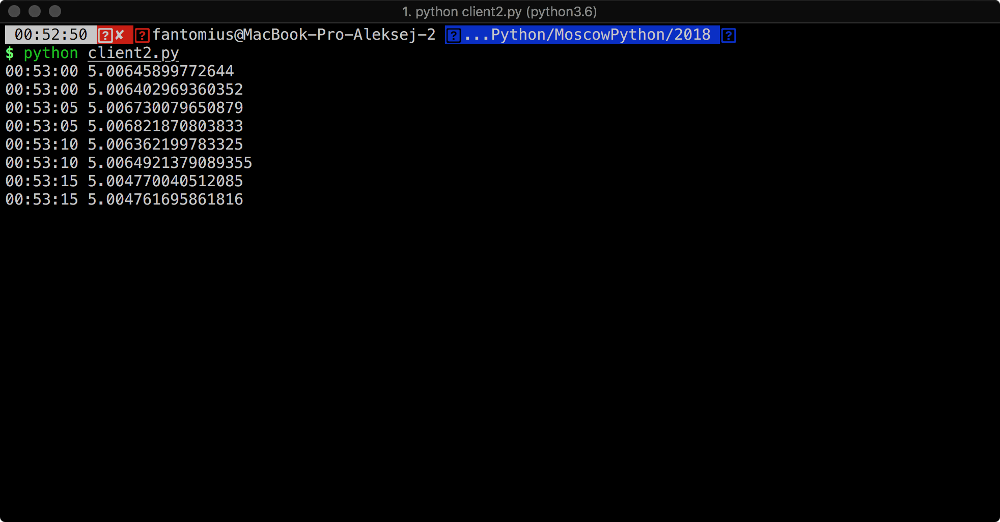 1. python client2.py (python3.6)
00:52:50 ✘ fantomius@MacBook-Pro-Aleksej-2 ...Python/MoscowPython/2018
$ python client2.py
00:53:00 5.00645899772644
00:53:00 5.006402969360352
00:53:05 5.006730079650879
00:53:05 5.006821870803833
00:53:10 5.006362199783325
00:53:10 5.0064921379089355
00:53:15 5.004770040512085
00:53:15 5.004761695861816